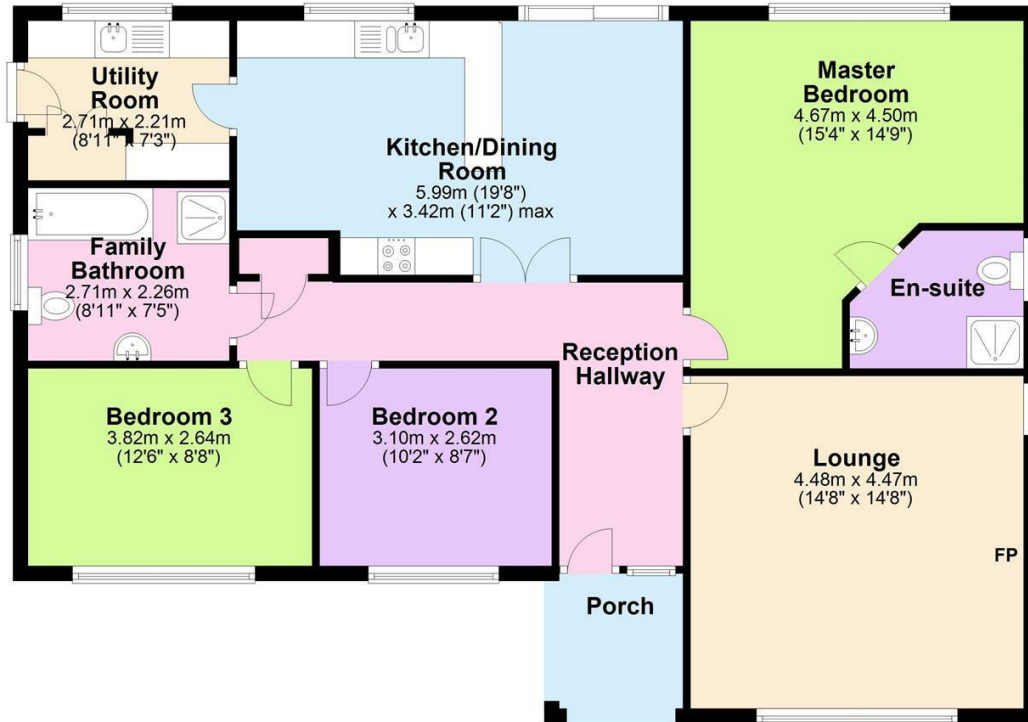 Utility
Room
2.71m x 2.21m
(8'11" x 7'3")
Kitchen/Dining
Room
5.99m (19'8")
x 3.42m (11'2") max
Master
Bedroom
4.67m x 4.50m
(15'4" x 14'9")
Family
Bathroom
2.71m x 2.26m
(8'11" x 7'5")
En-suite
Reception
Hallway
Bedroom 3
3.82m x 2.64m
(12'6" x 8'8")
Bedroom 2
3.10m x 2.62m
(10'2" x 8'7")
Lounge
4.48m x 4.47m
(14'8" x 14'8")
FP
Porch